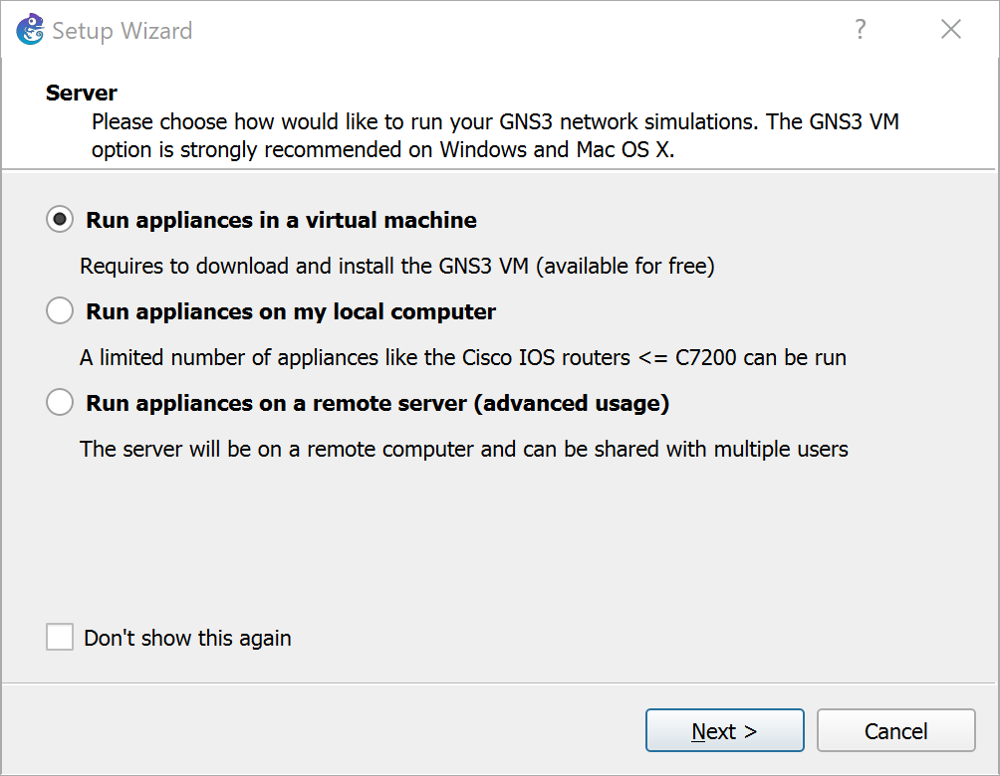 Setup Wizard
?
Server
Please choose how would like to run your GNS3 network simulations. The GNS3 VM
option is strongly recommended on Windows and Mac OS X.
Run appliances in a virtual machine
Requires to download and install the GNS3 VM (available for free)
Run appliances on my local computer
A limited number of appliances like the Cisco IOS routers <= C7200 can be run
Run appliances on a remote server (advanced usage)
The server will be on a remote computer and can be shared with multiple users
Don't show this again
Next >
Cancel